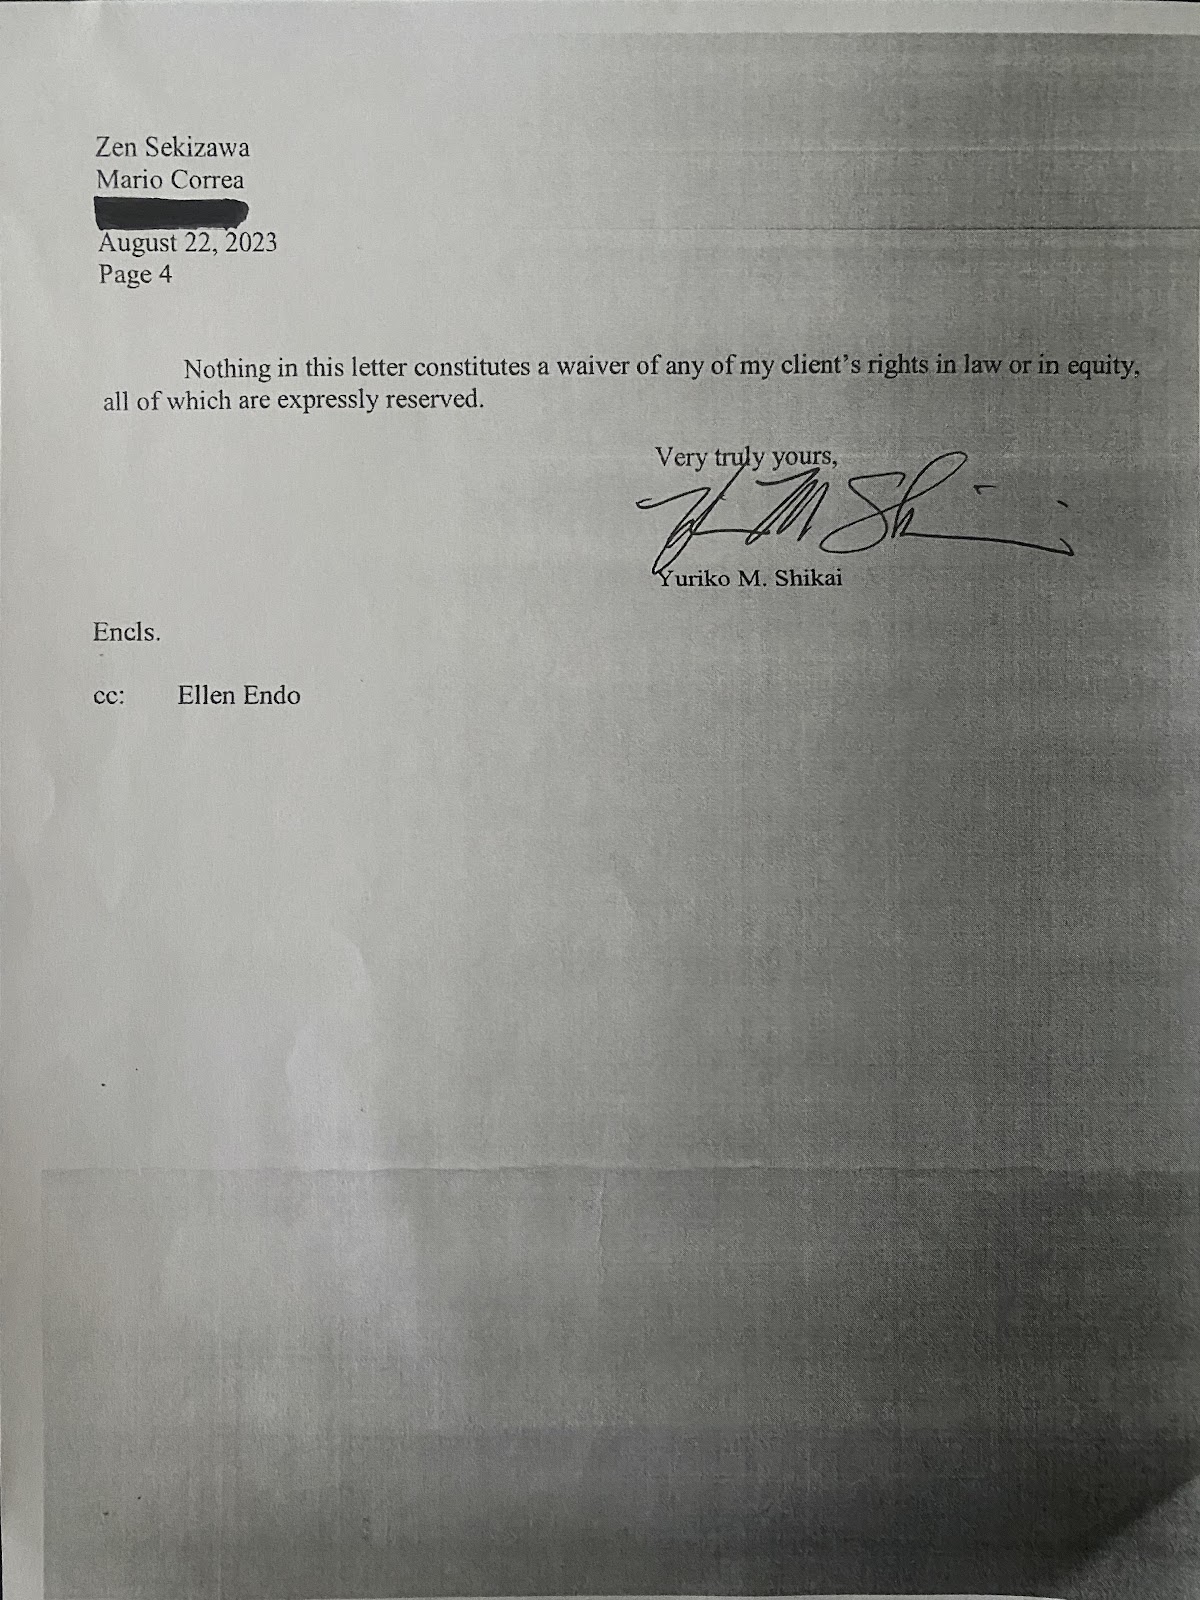 Zen Sekizawa
Mario Correa
August 22, 2023
Page 4
Nothing in this letter constitutes a waiver of any of my client's rights in law or in equity,
all of which are expressly reserved.
Very truly yours,
Yuriko M. Shikai
Encls.
cc: Ellen Endo